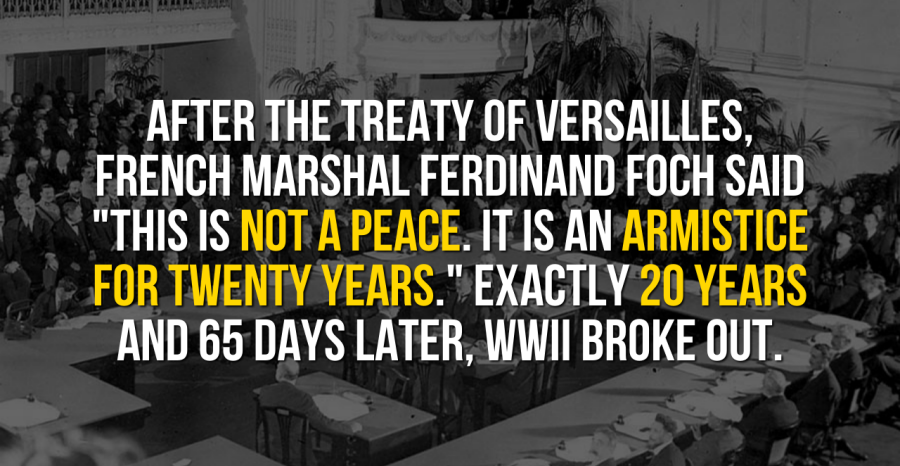 AFTER THE TREATY OF VERSAILLES,
FRENCH MARSHAL FERDINAND FOCH SAID
"THIS IS NOT A PEACE. IT IS AN ARMISTICE
FOR TWENTY YEARS." EXACTLY 20 YEARS
AND 65 DAYS LATER, WWII BROKE OUT.